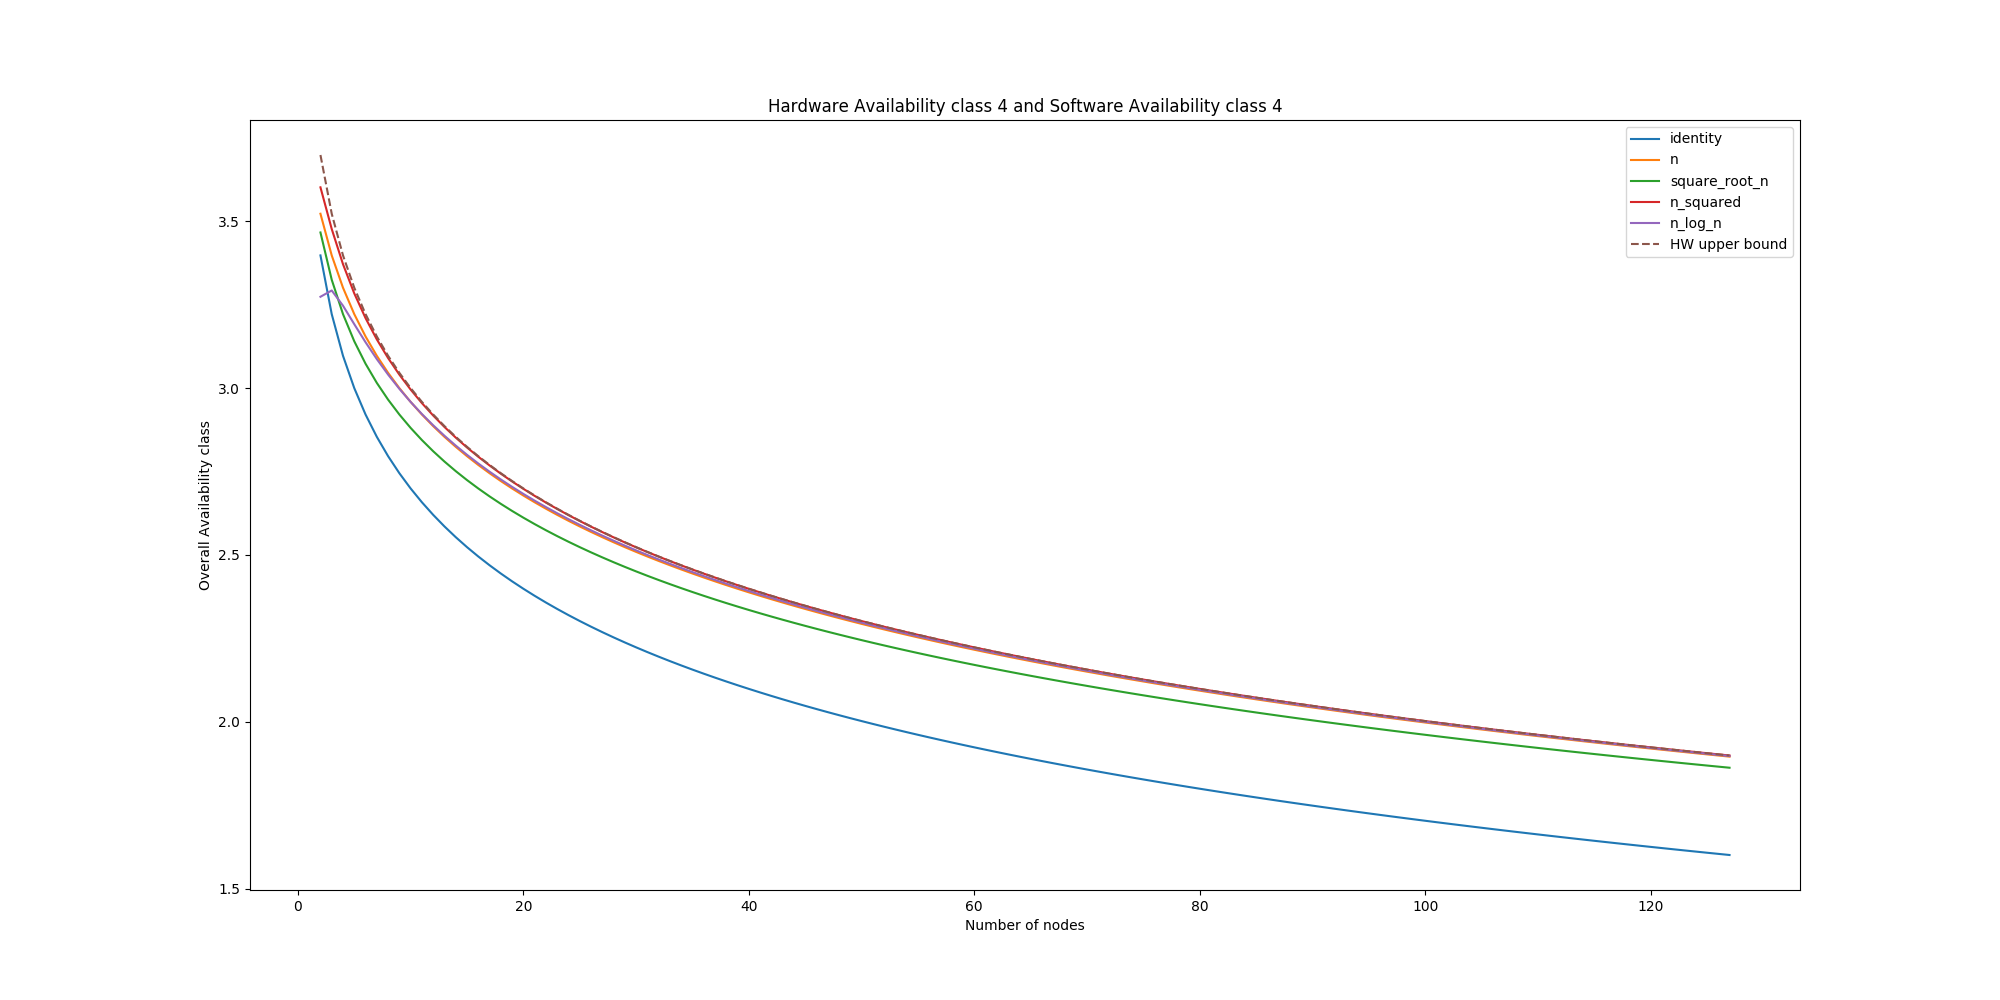 Hardware Availability class 4 and Software Availability class 4
identity
n
square_root_n
n_squared
n_log_n
HW upper bound
3.5
3.0
2.5
2.0
1.5
Overall Availability class
0 20 40 60 80 100 120
Number of nodes